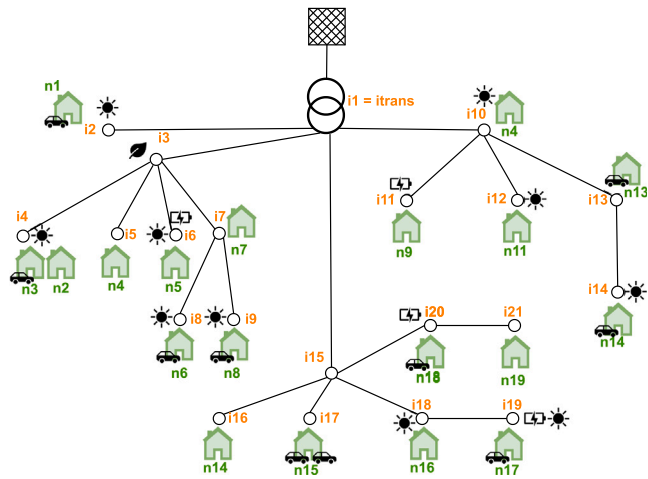 n1
i1 = itrans
i10
i2
n4
i3
i11
i12
i13
n13
i4
i5
i6
i7
n7
n9
n11
n3
n2
n4
n5
i14
i8
i9
i20
i21
n14
n6
n8
i15
n18
n19
i16
i17
i18
i19
n14
n15
n16
n17